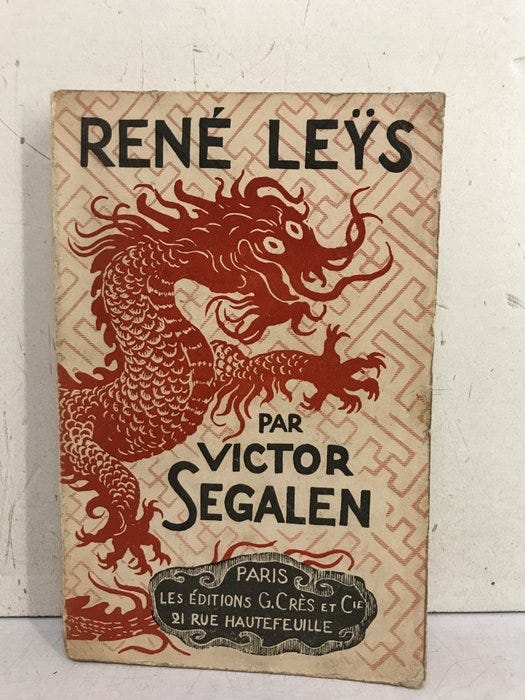 RENÉ LEŸS
PAR
VICTOR
SEGALEN
PARIS
LES ÉDITIONS G. CRÈS ET CIE
21 RUE HAUTEFEUILLE